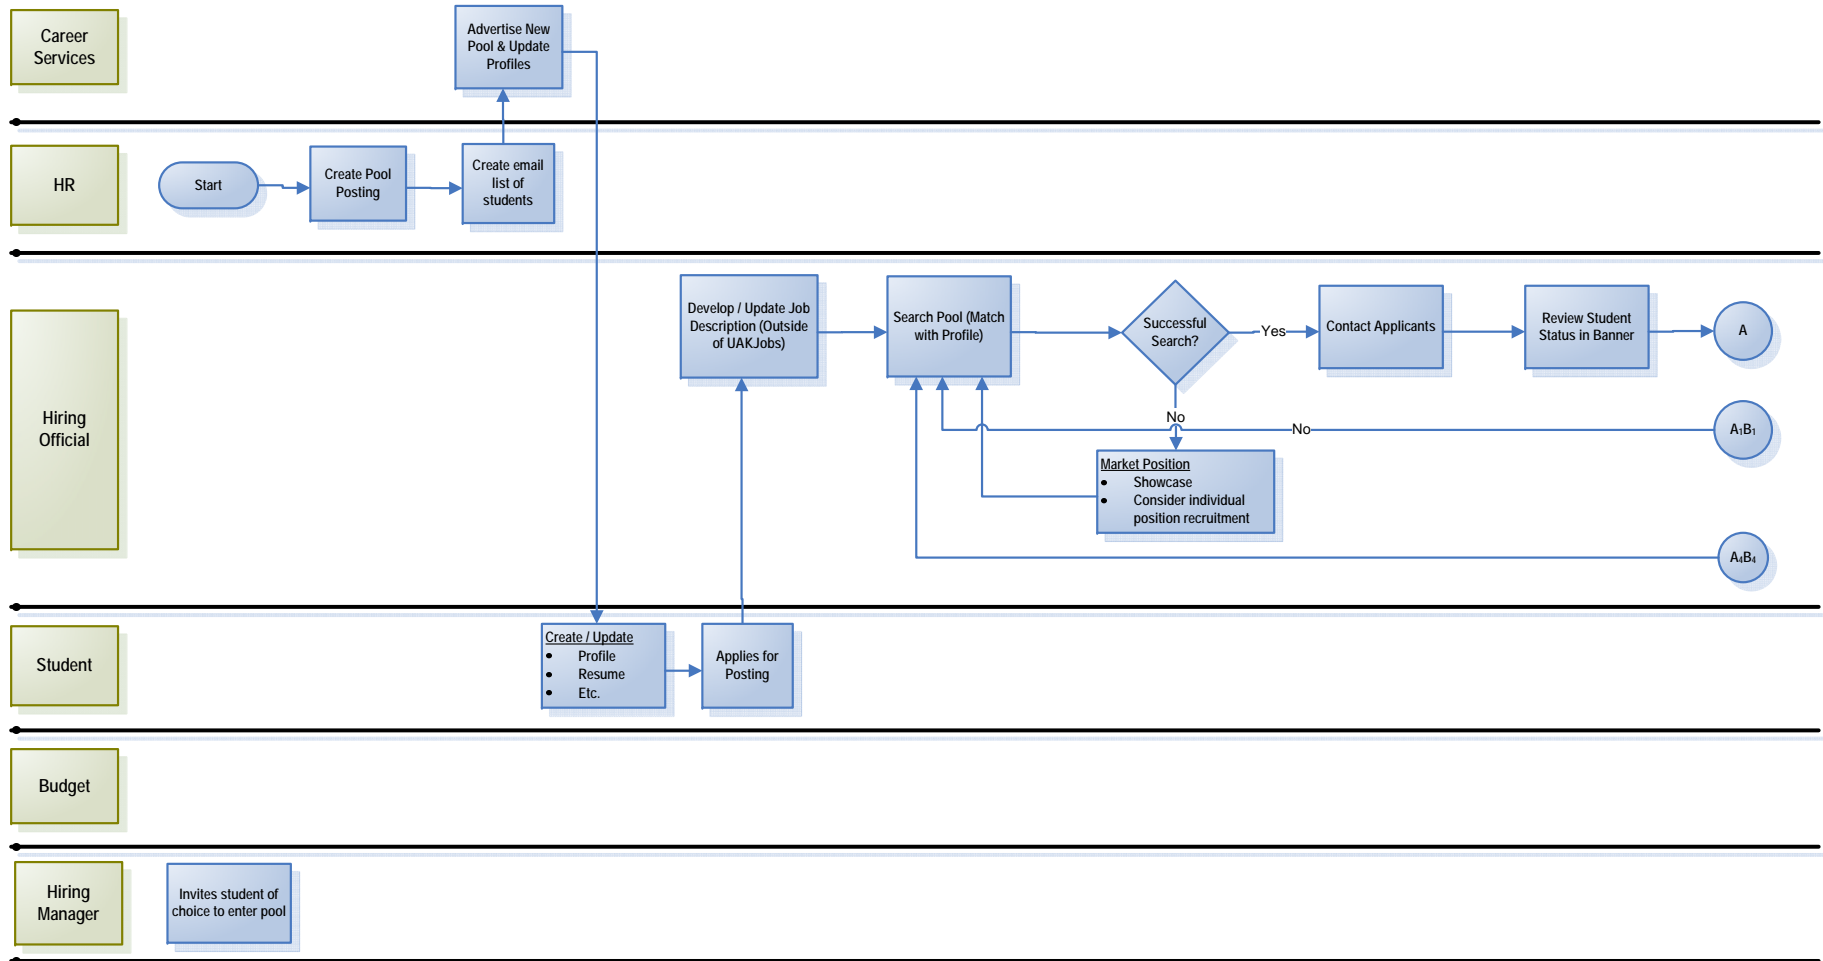 Career
Services
Advertise New
Pool & Update
Profiles
HR
Start
Create Pool
Posting
Create email
list of
students
Hiring
Official
Develop / Update Job
Description (Outside
of UAKJobs)
Search Pool (Match
with Profile)
Successful
Search?
Yes
Contact Applicants
Review Student
Status in Banner
A
No
No
A₁B₁
Market Position
• Showcase
• Consider individual
position recruitment
A₄B₄
Student
Create / Update
• Profile
• Resume
• Etc.
Applies for
Posting
Budget
Hiring
Manager
Invites student of
choice to enter pool